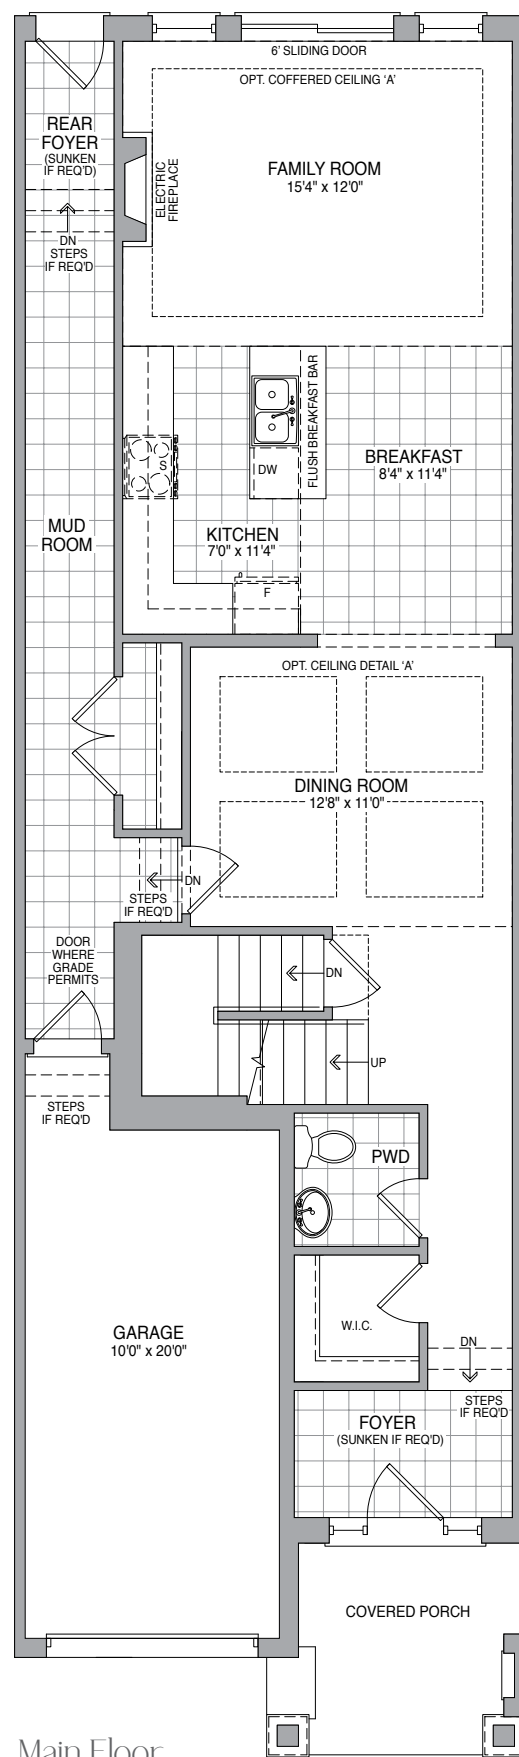 6' SLIDING DOOR
OPT. COFFERED CEILING ‘A’
REAR
FOYER
(SUNKEN
IF REQ'D)
ELECTRIC
FIREPLACE
FAMILY ROOM
15'4" x 12'0"
DN
STEPS
IF REQ'D
FLUSH BREAKFAST BAR
S
DW
BREAKFAST
8'4" x 11'4"
MUD
ROOM
KITCHEN
7'0" x 11'4"
F
OPT. CEILING DETAIL ‘A’
DINING ROOM
12'8" x 11'0"
DN
STEPS
IF REQ'D
DOOR
WHERE
GRADE
PERMITS
DN
UP
STEPS
IF REQ'D
PWD
W.I.C.
GARAGE
10'0" x 20'0"
DN
STEPS
IF REQ'D
FOYER
(SUNKEN IF REQ'D)
COVERED PORCH
Main Floor